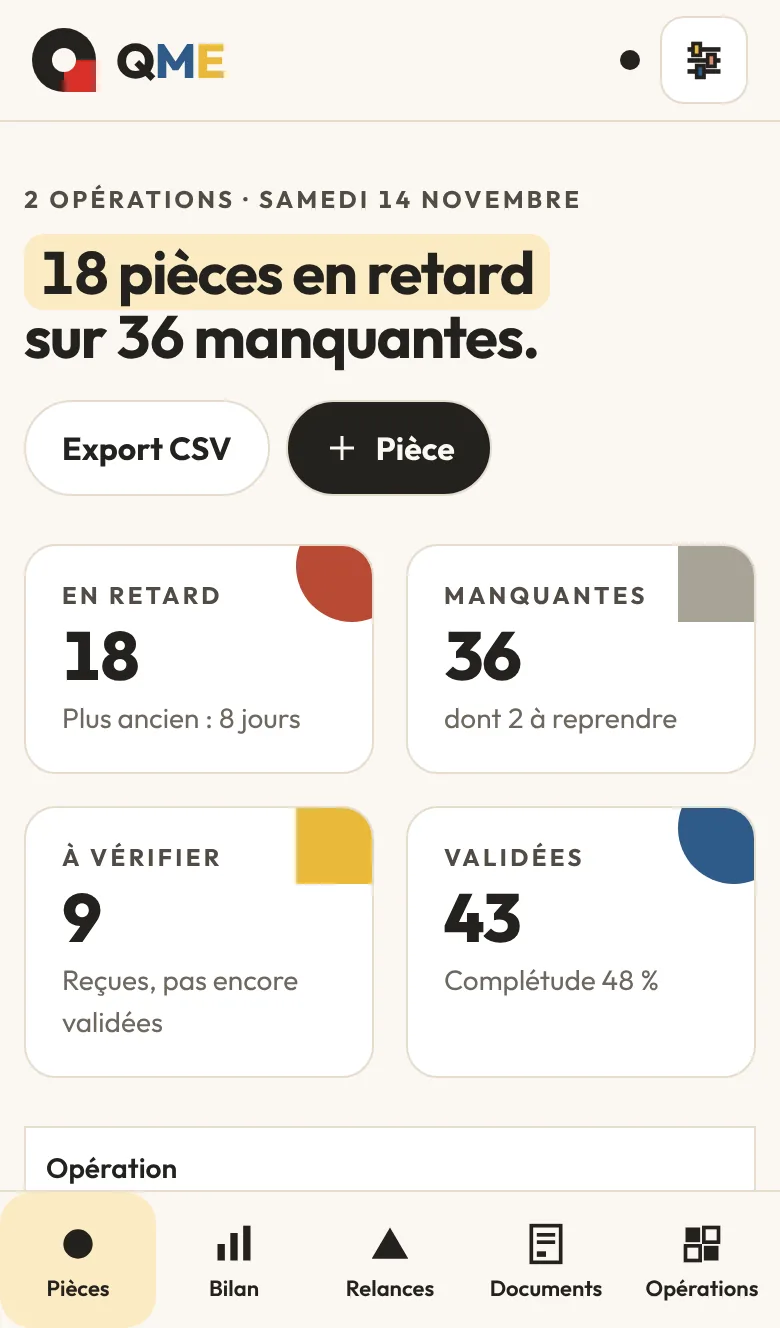 QME
2 OPÉRATIONS · SAMEDI 14 NOVEMBRE
18 pièces en retard
sur 36 manquantes.
Export CSV
+ Pièce
EN RETARD
18
Plus ancien : 8 jours
MANQUANTES
36
dont 2 à reprendre
À VÉRIFIER
9
Reçues, pas encore
validées
VALIDÉES
43
Complétude 48 %
Opération
Pièces
Bilan
Relances
Documents
Opérations